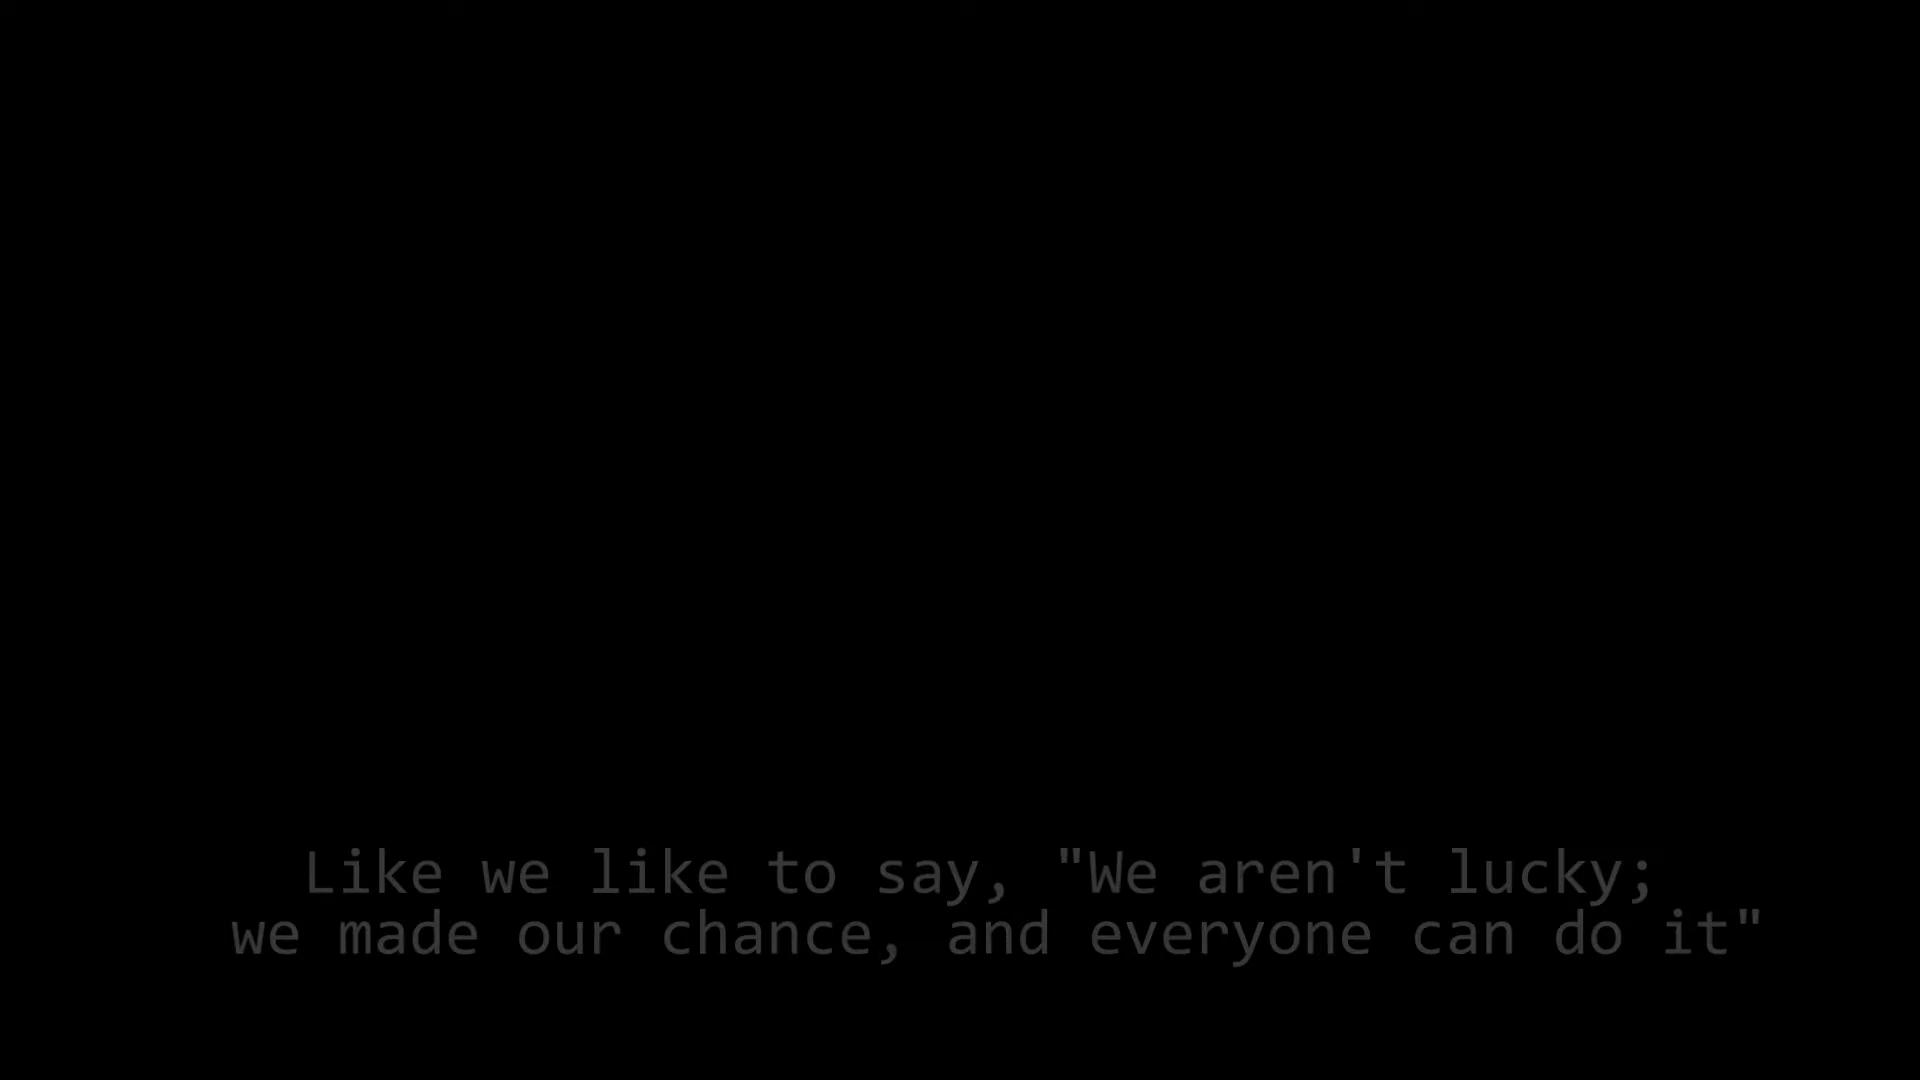 Like we like to say, "We aren't lucky;
we made our chance, and everyone can do it"